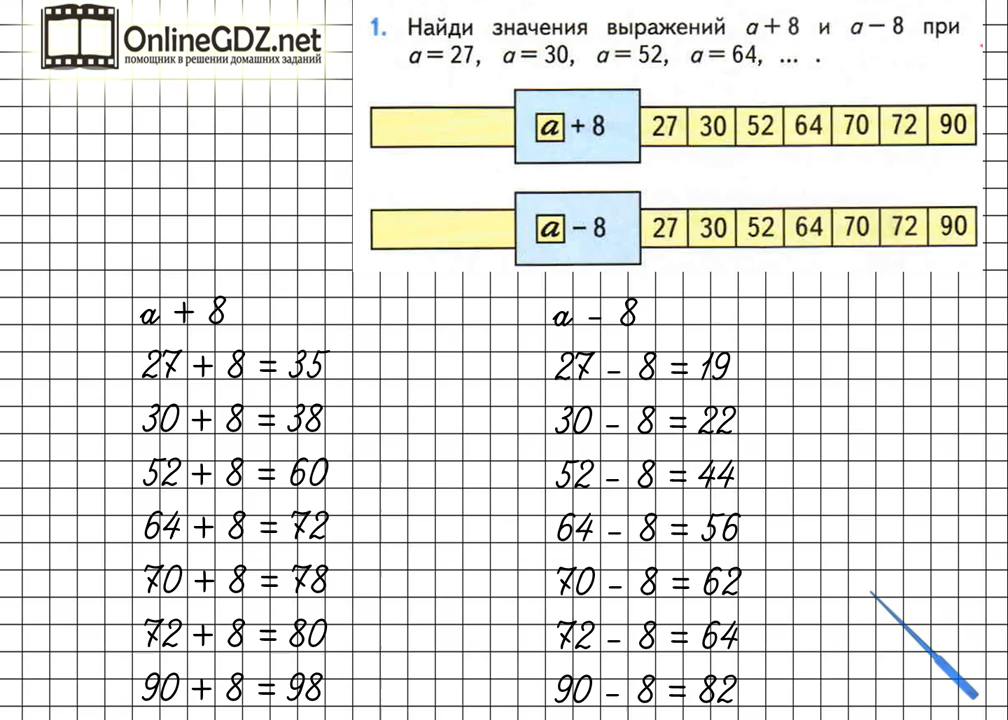 OnlineGDZ.net
помощник в решении домашних заданий
1. Найди значения выражений a + 8 и a − 8 при
a = 27, a = 30, a = 52, a = 64, ... .
a + 8 27 30 52 64 70 72 90
a − 8 27 30 52 64 70 72 90
a + 8
27 + 8 = 35
30 + 8 = 38
52 + 8 = 60
64 + 8 = 72
70 + 8 = 78
72 + 8 = 80
90 + 8 = 98
a − 8
27 − 8 = 19
30 − 8 = 22
52 − 8 = 44
64 − 8 = 56
70 − 8 = 62
72 − 8 = 64
90 − 8 = 82